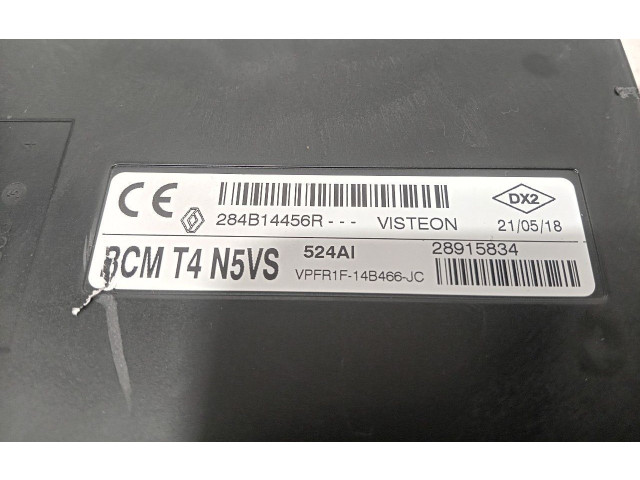 CE
284B14456R--- VISTEON
DX2
21/05/18
BCM T4 N5VS
524AI
VPFR1F-14B466-JC
28915834